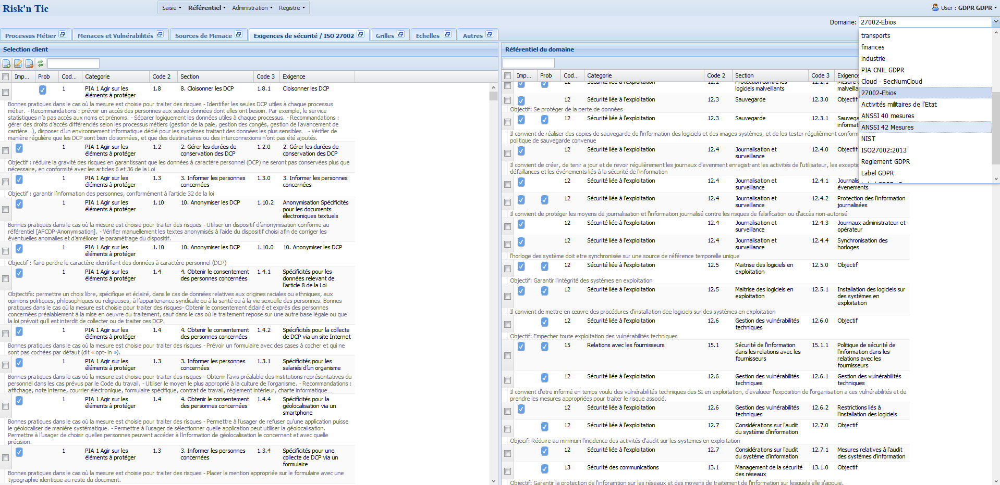 Risk'n Tic
Saisie Référentiel Administration Registre
User : GDPR GDPR
Domaine: 27002-Ebios
Processus Métier Menaces et Vulnérabilités Sources de Menace Exigences de sécurité / ISO 27002 Grilles Echelles Autres
Selection client
Imp... Prob Cod... Categorie Code 2 Section Code 3 Exigence
1 PIA 1 Agir sur les 1.8 8. Cloisonner les DCP 1.8.1 Cloisonner les DCP
éléments à protéger
Bonnes pratiques dans le cas où la mesure est choisie pour traiter des risques - Identifier les seules DCP utiles à chaque processus
métier. - Recommandations : prévoir un accès des personnes aux seules données dont elles ont besoin. Par exemple, le service
statistiques n'a pas accès aux noms et prénoms. - Séparer logiquement les données utiles à chaque processus. - Recommandations :
gérer des droits d'accès différenciés selon les processus métiers (gestion de la paie, gestion des congés, gestion de l'avancement de
carrière...), disposer d'un environnement informatique dédié pour les systèmes traitant des données les plus sensibles... - Vérifier de
manière régulière que les DCP sont bien cloisonnées, et que des destinataires ou des interconnexions n'ont pas été ajoutés.
1 PIA 1 Agir sur les 1.2 2. Gérer les durées de 1.2.0 2. Gérer les durées de
éléments à protéger conservation des DCP conservation des DCP
Objectif : réduire la gravité des risques en garantissant que les données à caractère personnel (DCP) ne seront pas conservées plus que
nécessaire, en conformité avec les articles 6 et 36 de la Loi
1 PIA 1 Agir sur les 1.3 3. Informer les personnes 1.3.0 3. Informer les personnes
éléments à protéger concernées concernées
Objectif : garantir l'information des personnes, conformément à l'article 32 de la loi
1 PIA 1 Agir sur les 1.10 10. Anonymiser les DCP 1.10.2 Anonymisation Spécificités
éléments à protéger pour les documents
électroniques textuels
Bonnes pratiques dans le cas où la mesure est choisie pour traiter des risques - Utiliser un dispositif d'anonymisation conforme au
référentiel [AFCDP-Anonymisation]. - Vérifier manuellement les textes anonymisés à l'aide du dispositif choisi afin de corriger les
éventuelles anomalies et d'améliorer le paramétrage du dispositif.
1 PIA 1 Agir sur les 1.10 10. Anonymiser les DCP 1.10.0 10. Anonymiser les DCP
éléments à protéger
Objectif : faire perdre le caractère identifiant des données à caractère personnel (DCP)
1 PIA 1 Agir sur les 1.4 4. Obtenir le consentement 1.4.1 Spécificités pour les
éléments à protéger des personnes concernées données relevant de
l'article 8 de la Loi
Objectifs: permettre un choix libre, spécifique et éclairé, dans le cas de données relatives aux origines raciales ou ethniques, aux
opinions politiques, philosophiques ou religieuses, à l'appartenance syndicale ou à la santé ou à la vie sexuelle des personnes. Bonnes
pratiques dans le cas où la mesure est choisie pour traiter des risques- Obtenir le consentement éclairé et exprès des personnes
concernées préalablement à la mise en oeuvre du traitement, sauf dans le cas où le traitement repose sur une autre base légale ou que
la loi prévoit qu'il est interdit de collecter ou de traiter ces DCP.
1 PIA 1 Agir sur les 1.4 4. Obtenir le consentement 1.4.2 Spécificités pour la collecte
éléments à protéger des personnes concernées de DCP via un site Internet
Bonnes pratiques dans le cas où la mesure est choisie pour traiter des risques - Prévoir un formulaire avec des cases à cocher et qui ne
sont pas cochées par défaut (dit « opt- in »).
1 PIA 1 Agir sur les 1.3 3. Informer les personnes 1.3.1 Spécificités pour les
éléments à protéger concernées salariés d'un organisme
Bonnes pratiques dans le cas où la mesure est choisie pour traiter des risques - Obtenir l'avis préalable des institutions représentatives du
personnel dans les cas prévus par le Code du travail. - Utiliser le moyen le plus approprié à la culture de l'organisme. - Recommandations :
affichage, note interne, courrier électronique, formulaire spécifique, contrat de travail, règlement intérieur, charte informatique...
1 PIA 1 Agir sur les 1.4 4. Obtenir le consentement 1.4.4 Spécificités pour la
éléments à protéger des personnes concernées géolocalisation via un
smartphone
Bonnes pratiques dans le cas où la mesure est choisie pour traiter des risques - Permettre à l'usager de refuser qu'une application puisse
le géolocaliser de manière systématique. - Permettre à l'usager de sélectionner quelle application peut utiliser la géolocalisation.
Permettre à l'usager de choisir quelles personnes peuvent accéder à l'information de géolocalisation le concernant et avec quelle
précision.
1 PIA 1 Agir sur les 1.3 3. Informer les personnes 1.3.4 Spécificités pour une
éléments à protéger concernées collecte de DCP via un
formulaire
Bonnes pratiques dans le cas où la mesure est choisie pour traiter des risques - Placer la mention appropriée sur le formulaire avec une
typographie identique au reste du document.
Référentiel du domaine
Imp... Prob Cod... Categorie Code 2 Section Code 3 Exigence
12 Sécurité liée à l'exploitation 12.2 Protection contre les 12.2.1 Mesure
logiciels malveillants malveillants
12 Sécurité liée à l'exploitation 12.3 Sauvegarde 12.3.0 Objectif
Objectif: Se protéger de la perte de données
12 Sécurité liée à l'exploitation 12.3 Sauvegarde 12.3.1 Sauvega
informat
Il convient de réaliser des copies de sauvegarde de l'information des logiciels et des images systèmes, et de les tester régulièrment conform
politique de sauvegarde convenue
12 Sécurité liée à l'exploitation 12.4 Journalisation et 12.4.0 Objectif
surveillance
Il convient de créer, de tenir a jour et de revoir régulièrement les journaux d'evenment enregistrant les activités de l'utilisateur, les exceptio
défaillances et les événements liés à la sécurité de l'information
12 Sécurité liée à l'exploitation 12.4 Journalisation et 12.4.1 Journalis
surveillance évenements
12 Sécurité liée à l'exploitation 12.4 Journalisation et 12.4.2 Protection des l'information
surveillance journalisées
Il convient de protéger les moyens de journalisation et l'information journalisé contre les risques de falsification ou d'accès non-autorisé
12 Sécurité liée à l'exploitation 12.4 Journalisation et 12.4.3 Journaux administrateur et
surveillance opérateur
12 Sécurité liée à l'exploitation 12.4 Journalisation et 12.4.4 Synchronisation des
surveillance horloges
l'horloge des système doit etre synchronisée sur une source de référence temporelle unique
12 Sécurité liée à l'exploitation 12.5 Maitrise des logiciels en 12.5.0 Objectif
exploitation
Objectif: Garantir l'intégrité des systèmes en exploitation
12 Sécurité liée à l'exploitation 12.5 Maitrise des logiciels en 12.5.1 Installation des logiciels sur
exploitation des systèmes en
exploitation
Il convient de mettre en œuvre des procédures d'installation dee logiciels sur des systèmes en exploitation
12 Sécurité liée à l'exploitation 12.6 Gestion des vulnérabilités 12.6.0 Objectif
techniques
Objectif: Empecher toute exploitation des vulnérabilités techniques
15 Relations avec les fournisseurs 15.1 Sécurité de l'information 15.1.1 Politique de sécurité de
dans les relations avec les l'information dans les
fournisseurs relations avec les
fournisseurs
12 Sécurité liée à l'exploitation 12.6 Gestion des vulnérabilités 12.6.1 Gestion des vulnérabilités
techniques techniques
Il convient d'etre informé en temps voulu des vulnérabilités techniques des SI en exploitation, d'evalueer l'exposition de l'organisation a ces vulnérabilités et de
prendre les mesures appropriées pour traiter le risque associé.
12 Sécurité liée à l'exploitation 12.6 Gestion des vulnérabilités 12.6.2 Restrictions liés à
techniques l'installation des logiciels
12 Sécurité liée à l'exploitation 12.7 Considérations sur l'audit 12.7.0 Objectif
du système d'information
Objecif: Réduire au minimum l'incidence des activités d'audit sur les systemes en exploitation
12 Sécurité liée à l'exploitation 12.7 Considérations sur l'audit 12.7.1 Mesures relatives à l'audit
du système d'information des systèmes d'information
13 Sécurité des communications 13.1 Management de la sécurité 13.1.0 Objectif
des réseaux
Objectif: Garantir la protection de l'inforamtion sur les réseaux et des moyens de traitement de l'information sur lesquels elle s'appuie.
transports
finances
industrie
PIA CNIL GDPR
Cloud - SecNumCloud
27002-Ebios
Activités militaires de l'Etat
ANSSI 40 mesures
ANSSI 42 Mesures
NIST
ISO27002:2013
Reglement GDPR
Label GDPR